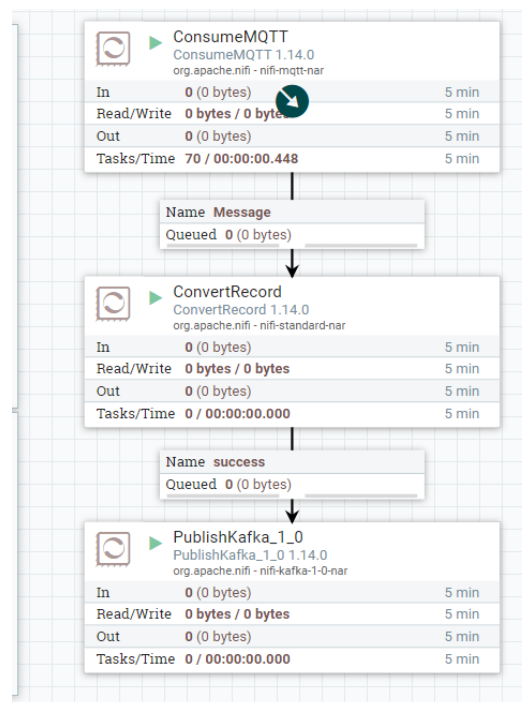 ConsumeMQTT
ConsumeMQTT 1.14.0
org.apache.nifi - nifi-mqtt-nar
In 0 (0 bytes) 5 min
Read/Write 0 bytes / 0 bytes 5 min
Out 0 (0 bytes) 5 min
Tasks/Time 70 / 00:00:00.448 5 min
Name Message
Queued 0 (0 bytes)
ConvertRecord
ConvertRecord 1.14.0
org.apache.nifi - nifi-standard-nar
In 0 (0 bytes) 5 min
Read/Write 0 bytes / 0 bytes 5 min
Out 0 (0 bytes) 5 min
Tasks/Time 0 / 00:00:00.000 5 min
Name success
Queued 0 (0 bytes)
PublishKafka_1_0
PublishKafka_1_0 1.14.0
org.apache.nifi - nifi-kafka-1-0-nar
In 0 (0 bytes) 5 min
Read/Write 0 bytes / 0 bytes 5 min
Out 0 (0 bytes) 5 min
Tasks/Time 0 / 00:00:00.000 5 min